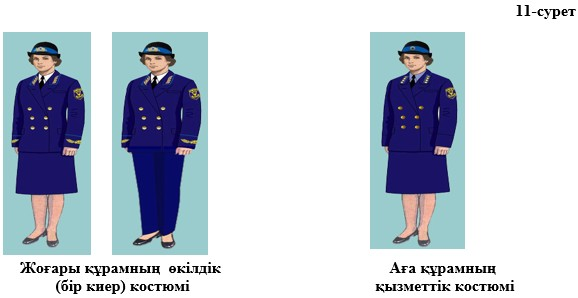 11-сурет
Жоғары құрамның өкілдік
(бір киер) костюмі
Аға құрамның
қызметтік костюмі